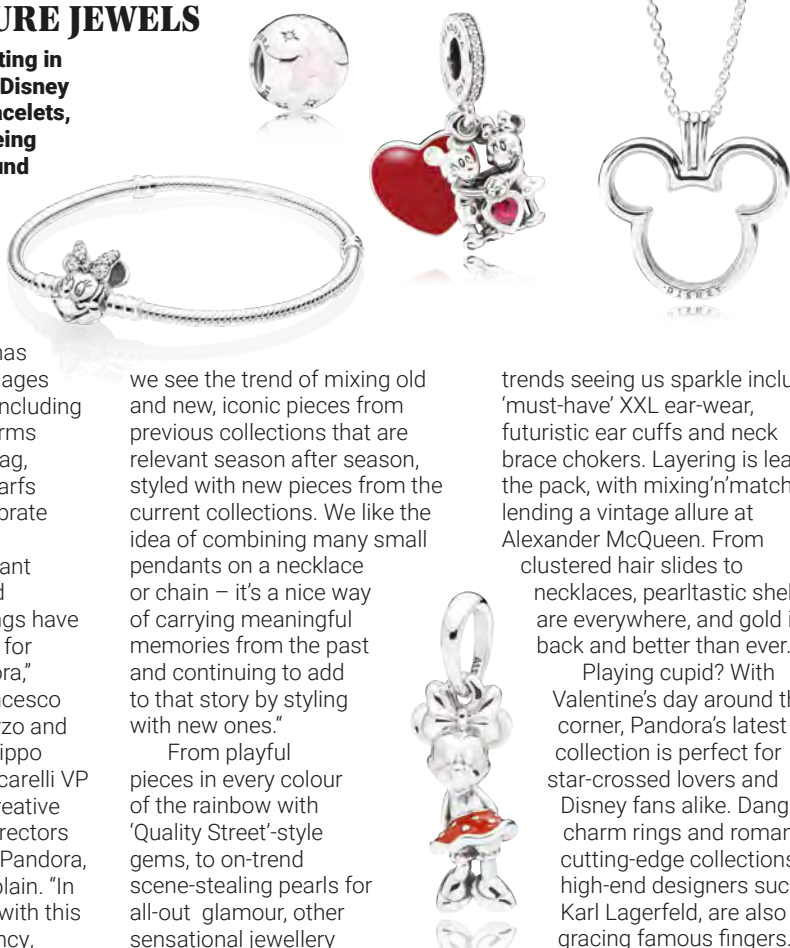 URE JEWELS
ting in
Disney
acelets,
eing
und
DISNEY
has
ages
ncluding
rms
ag,
arfs
brate
ant
d
gs have
for
ra,”
cesco
zo and
ippo
carelli VP
reative
rectors
Pandora,
plain. “In
with this
ncy,
we see the trend of mixing old
and new, iconic pieces from
previous collections that are
relevant season after season,
styled with new pieces from the
current collections. We like the
idea of combining many small
pendants on a necklace
or chain – it’s a nice way
of carrying meaningful
memories from the past
and continuing to add
to that story by styling
with new ones.“
From playful
pieces in every colour
of the rainbow with
‘Quality Street’-style
gems, to on-trend
scene-stealing pearls for
all-out glamour, other
sensational jewellery
trends seeing us sparkle inclu
‘must-have’ XXL ear-wear,
futuristic ear cuffs and neck
brace chokers. Layering is lea
the pack, with mixing’n’match
lending a vintage allure at
Alexander McQueen. From
clustered hair slides to
necklaces, pearltastic shel
are everywhere, and gold i
back and better than ever.
Playing cupid? With
Valentine’s day around th
corner, Pandora’s latest
collection is perfect for
star-crossed lovers and
Disney fans alike. Dang
charm rings and roman
cutting-edge collections
high-end designers suc
Karl Lagerfeld, are also
gracing famous fingers.